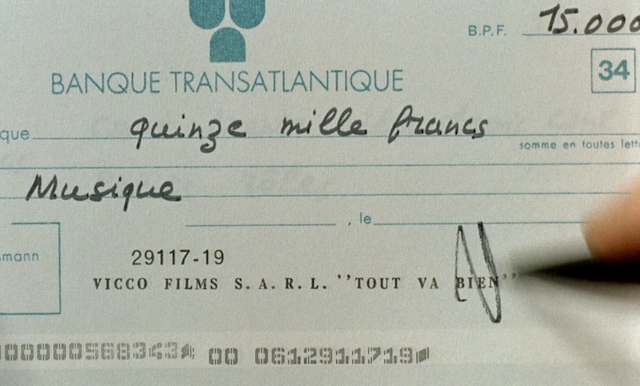 B.P.F. 15.000
34
BANQUE TRANSATLANTIQUE
que quinze mille francs
somme en toutes lett
Musique
, le
mann
29117-19
VICCO FILMS S.A.R.L. ''TOUT VA BIEN''
00 0612911719